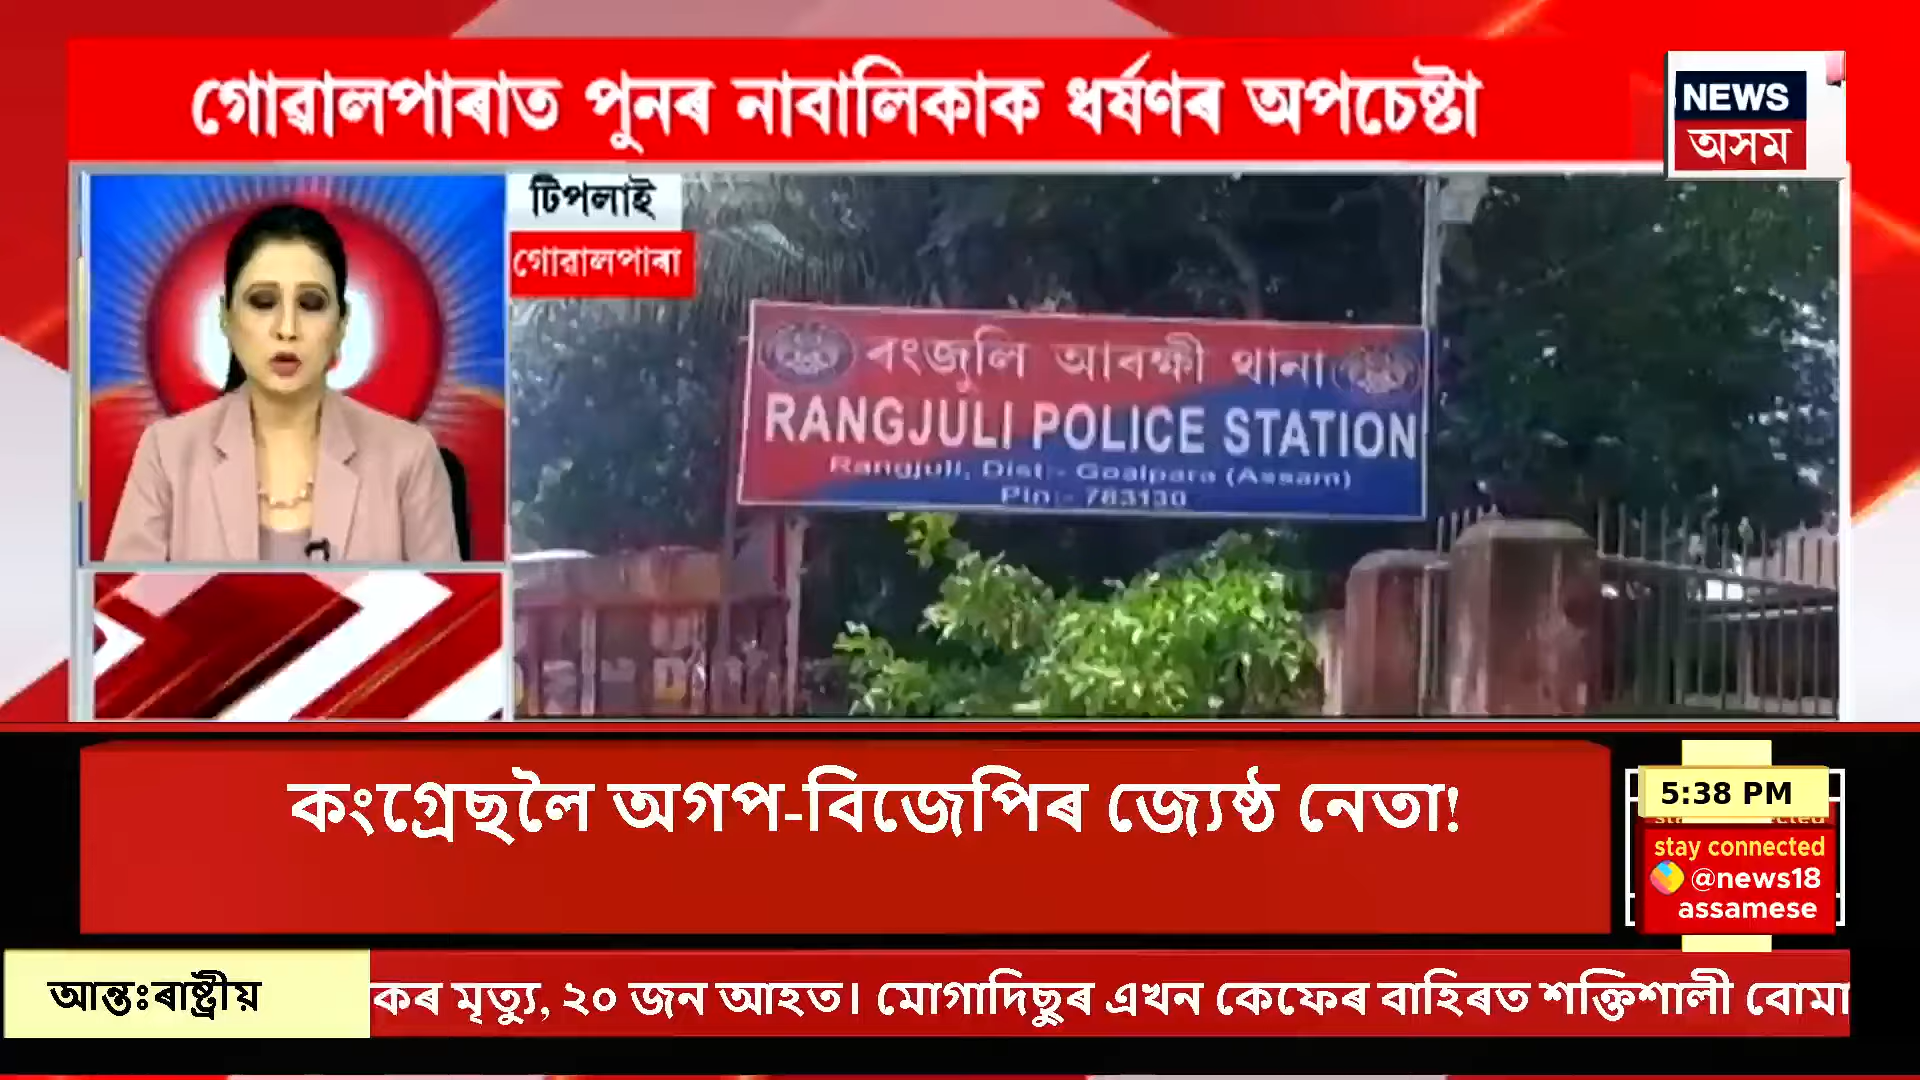 গোৱালপাৰাত পুনৰ নাবালিকাক ধৰ্ষণৰ অপচেষ্টা
NEWS
অসম
টিপলাই
গোৱালপাৰা
ৰংজুলি আৰক্ষী থানা
RANGJULI POLICE STATION
Rangjuli, Dist:- Goalpara (Assam)
Pin:- 783130
কংগ্ৰেছলৈ অগপ-বিজেপিৰ জ্যেষ্ঠ নেতা!
5:38 PM
stay connected
@news18
assamese
আন্তঃৰাষ্ট্ৰীয়
কৰ মৃত্যু, ২০ জন আহত। মোগাদিছুৰ এখন কেফেৰ বাহিৰত শক্তিশালী বোমা